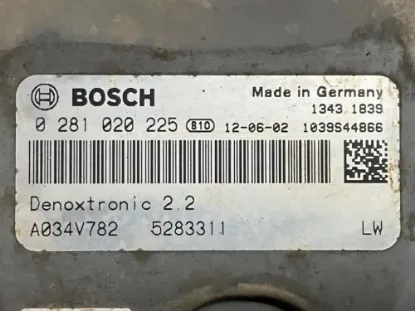 BOSCH
Made in Germany
1343 1839
0 281 020 225 810 12-06-02 1039S44866
Denoxtronic 2.2
A034V782 5283311 LW